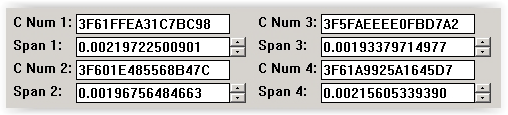 C Num 1: 3F61FFEA31C7BC98 C Num 3: 3F5FAEEEE0FBD7A2
Span 1: 0.00219722500901 Span 3: 0.00193379714977
C Num 2: 3F601E485568B47C C Num 4: 3F61A9925A1645D7
Span 2: 0.00196756484663 Span 4: 0.00215605339390